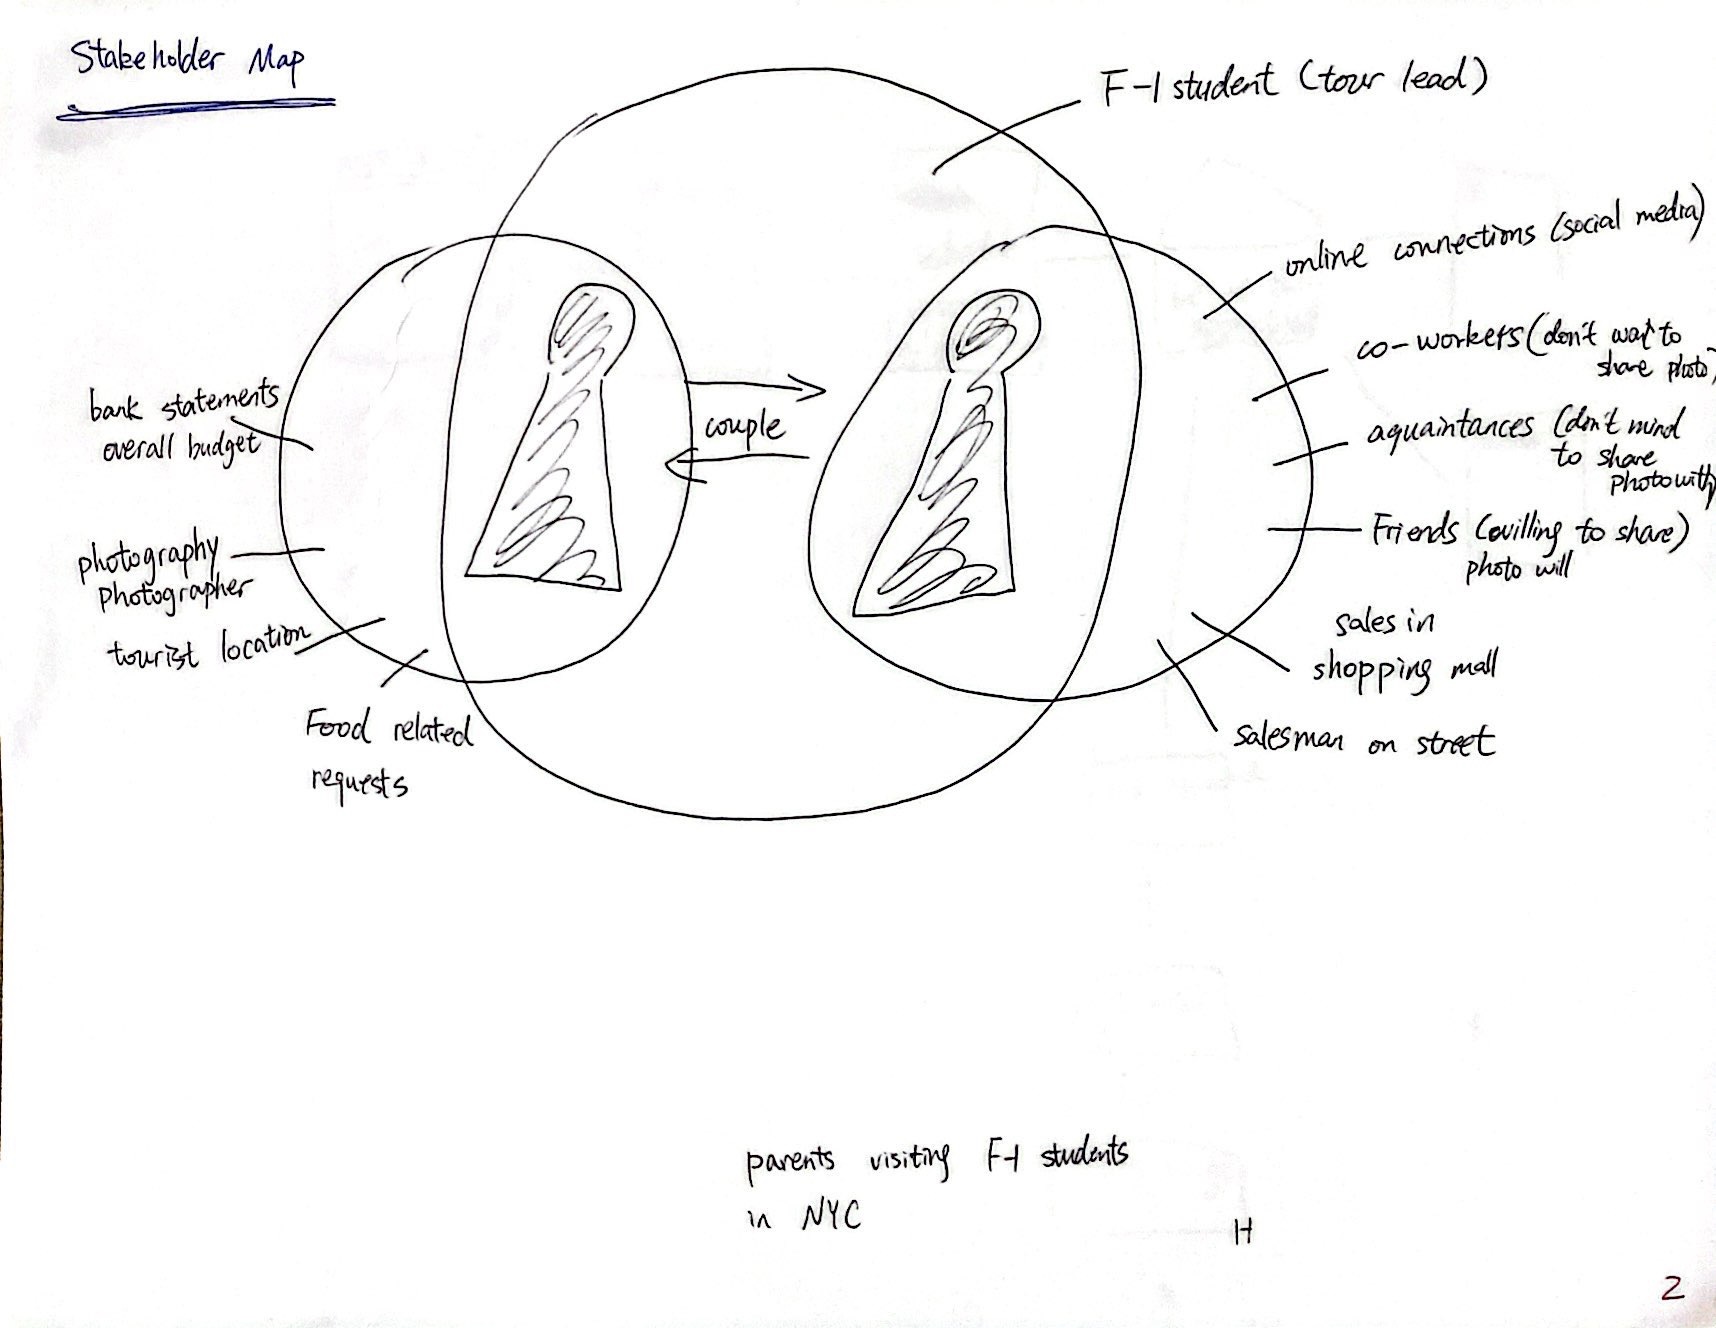 Stakeholder Map
F-1 student (tour lead)
online connections (social media)
co-workers (don't want to
share photo)
aquaintances (don't mind
to share
photo with
Friends (willing to share)
photo will
sales in
shopping mall
salesman on street
couple
bank statements
overall budget
photography
photographer
tourist location
Food related
requests
parents visiting F-1 students
in NYC
H
2